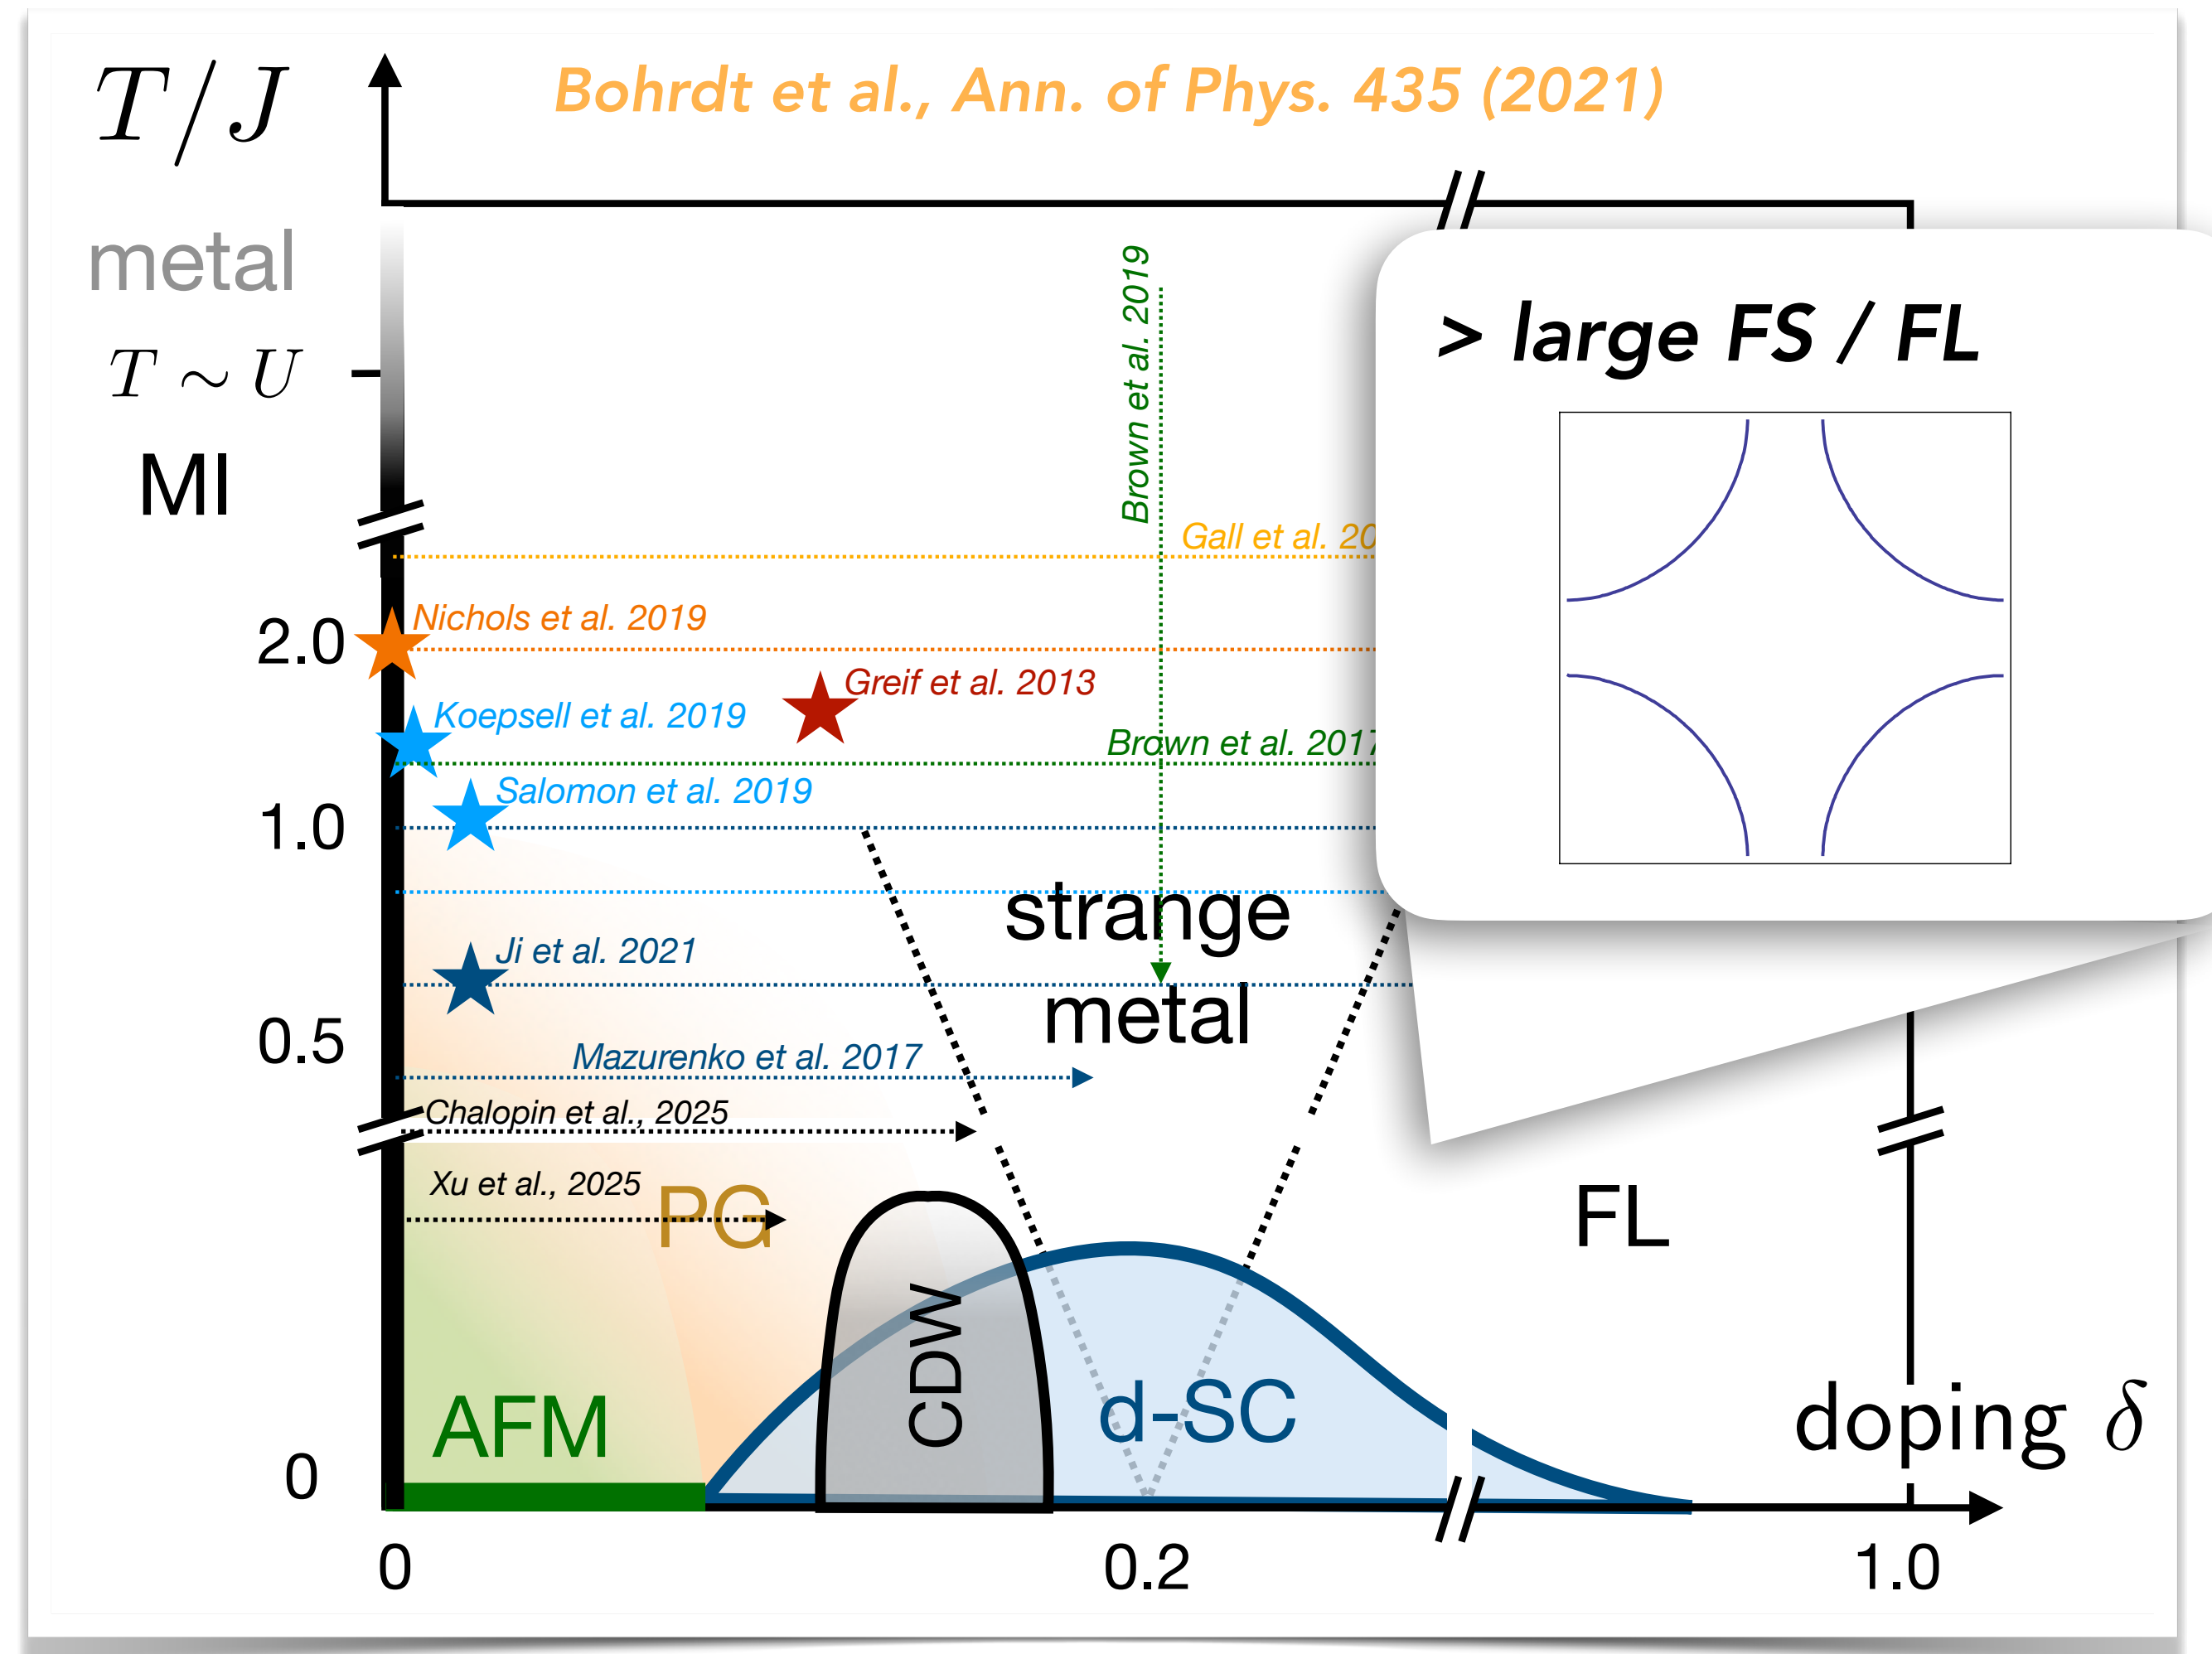 T/J
Bohrdt et al., Ann. of Phys. 435 (2021)
metal
T ∼ U
MI
Brown et al. 2019
> large FS / FL
Gall et al. 20
Nichols et al. 2019
2.0
Greif et al. 2013
Koepsell et al. 2019
Brown et al. 2017
Salomon et al. 2019
1.0
strange
metal
Ji et al. 2021
0.5
Mazurenko et al. 2017
Chalopin et al., 2025
Xu et al., 2025
PG
FL
CDW
AFM
d-SC
doping δ
0
0
0.2
1.0